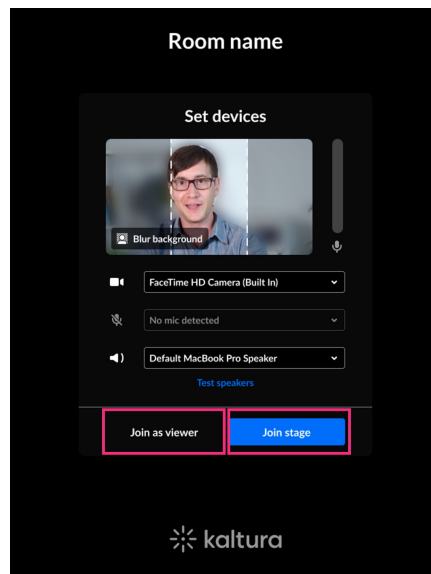 Room name
Set devices
Blur background
FaceTime HD Camera (Built In)
No mic detected
Default MacBook Pro Speaker
Test speakers
Join as viewer
Join stage
kaltura